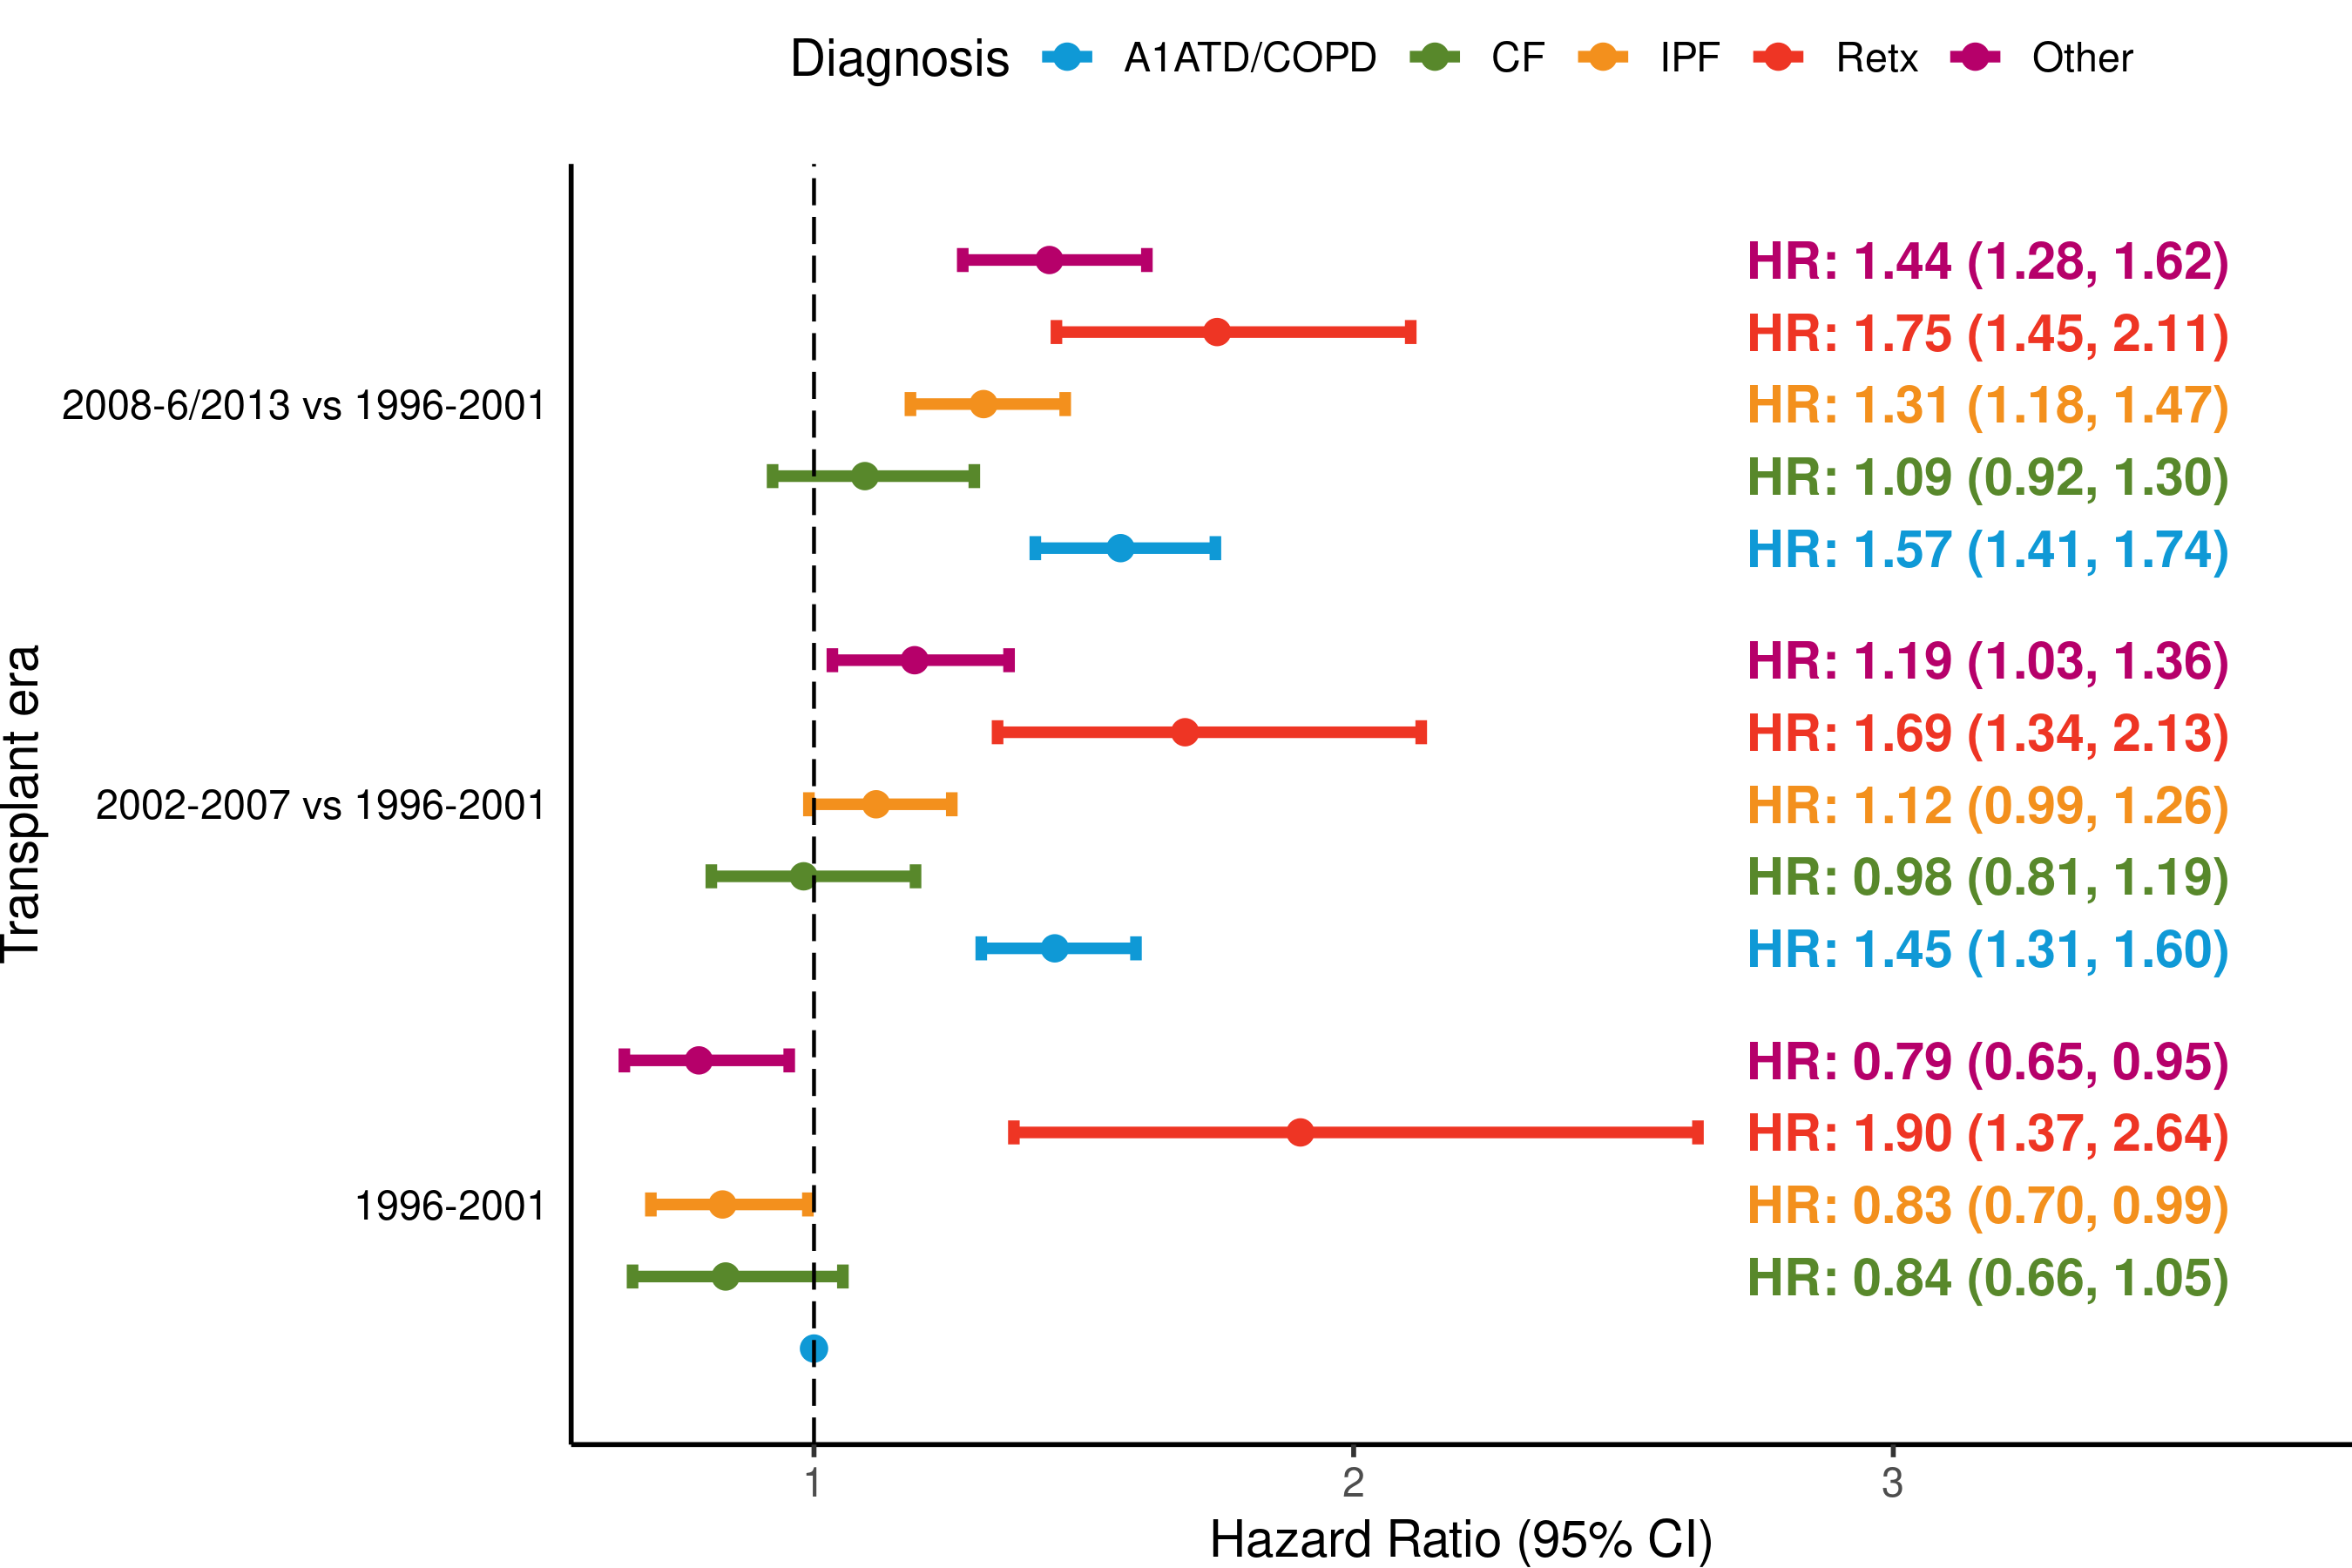 Diagnosis A1ATD/COPD CF IPF Retx Other
HR: 1.44 (1.28, 1.62)
HR: 1.75 (1.45, 2.11)
2008-6/2013 vs 1996-2001 HR: 1.31 (1.18, 1.47)
HR: 1.09 (0.92, 1.30)
HR: 1.57 (1.41, 1.74)
HR: 1.19 (1.03, 1.36)
HR: 1.69 (1.34, 2.13)
2002-2007 vs 1996-2001 HR: 1.12 (0.99, 1.26)
HR: 0.98 (0.81, 1.19)
HR: 1.45 (1.31, 1.60)
HR: 0.79 (0.65, 0.95)
HR: 1.90 (1.37, 2.64)
1996-2001 HR: 0.83 (0.70, 0.99)
HR: 0.84 (0.66, 1.05)
Transplant era
1 2 3
Hazard Ratio (95% CI)